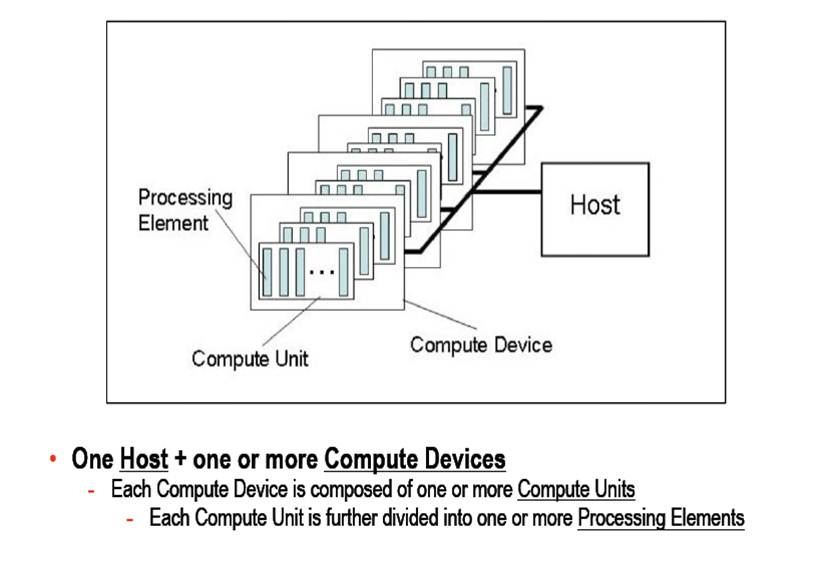 Processing
Element
Host
...
Compute Unit
Compute Device
• One Host + one or more Compute Devices
- Each Compute Device is composed of one or more Compute Units
- Each Compute Unit is further divided into one or more Processing Elements